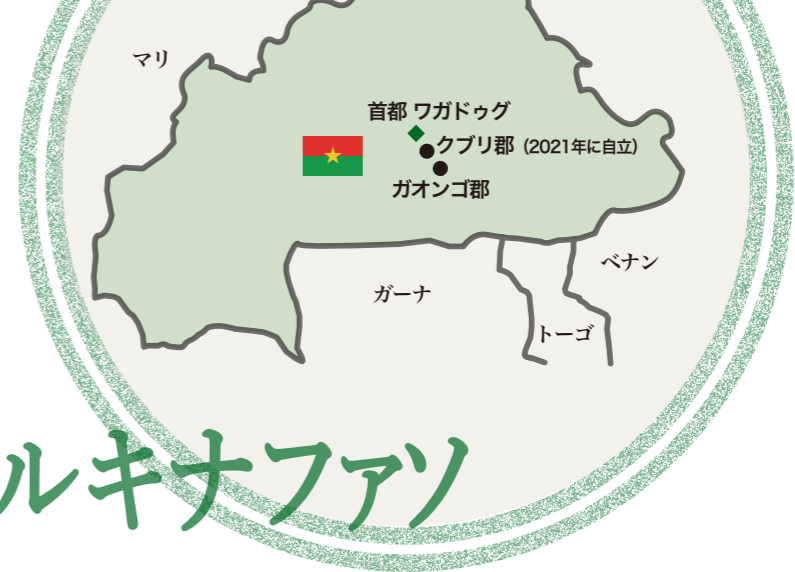 マリ
首都 ワガドゥグ
クブリ郡（2021年に自立）
ガオンゴ郡
ベナン
ガーナ
トーゴ
ルキナファソ